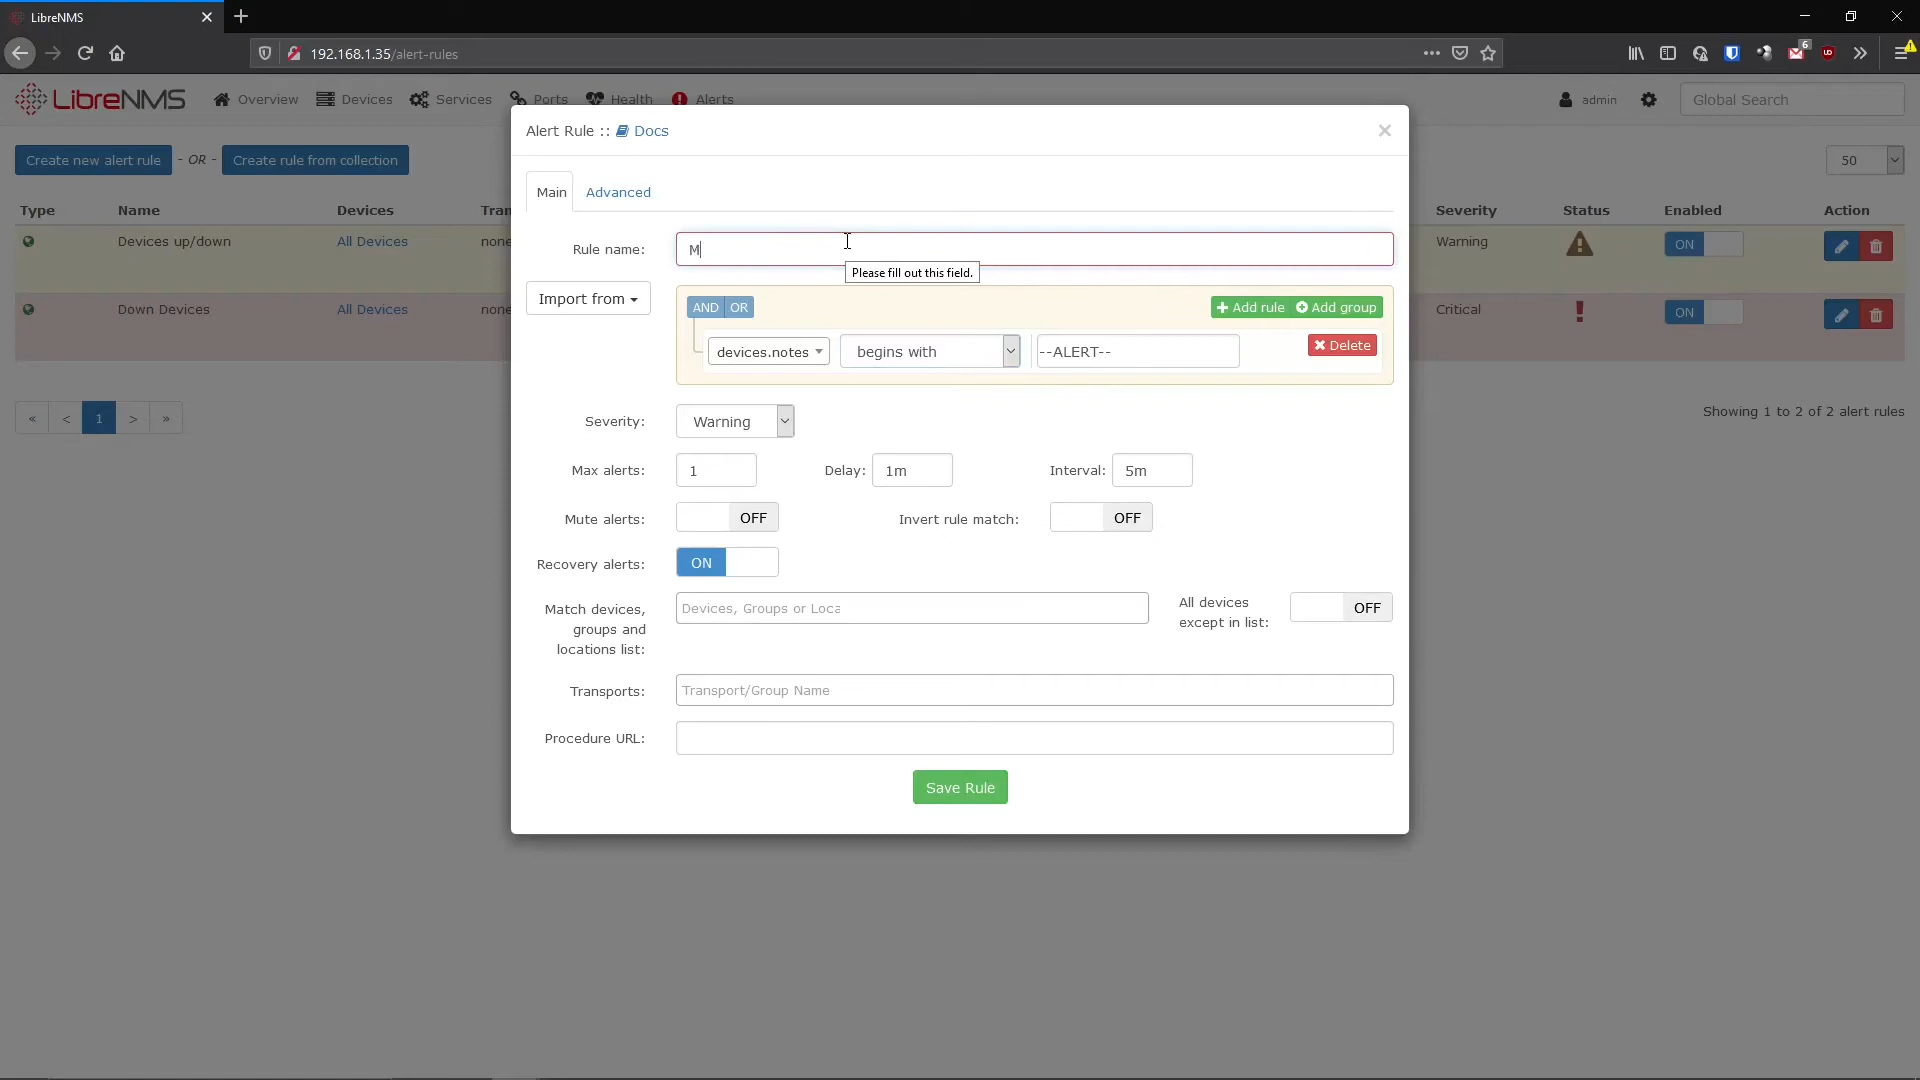 LibreNMS
192.168.1.35/alert-rules
6
LibreNMS Overview Devices Services Ports Health Alerts admin Global Search
Alert Rule :: Docs ×
Create new alert rule - OR - Create rule from collection 50
Main Advanced
Type Name Devices Tran Severity Status Enabled Action
Devices up/down All Devices none Warning ON
Rule name: M
Please fill out this field.
Import from
AND OR Add rule Add group
Down Devices All Devices none Critical ON
devices.notes begins with --ALERT-- Delete
« < 1 > » Showing 1 to 2 of 2 alert rules
Severity: Warning
Max alerts: 1 Delay: 1m Interval: 5m
Mute alerts: OFF Invert rule match: OFF
Recovery alerts: ON
Match devices,
groups and
locations list:
Devices, Groups or Loca
All devices
except in list:
OFF
Transports: Transport/Group Name
Procedure URL:
Save Rule